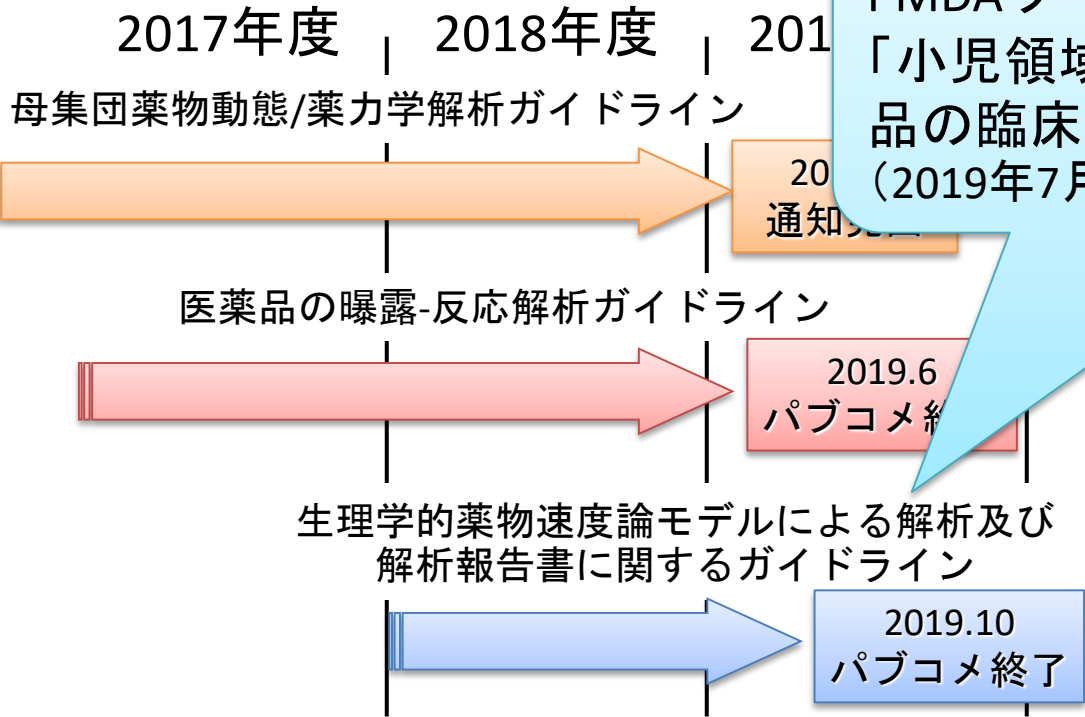 2017年度
2018年度
201
PMDA
「小児領域
品の臨床
（2019年7月
母集団薬物動態/薬力学解析ガイドライン
20
通知
医薬品の曝露-反応解析ガイドライン
2019.6
パブコメ
生理学的薬物速度論モデルによる解析及び
解析報告書に関するガイドライン
2019.10
パブコメ終了